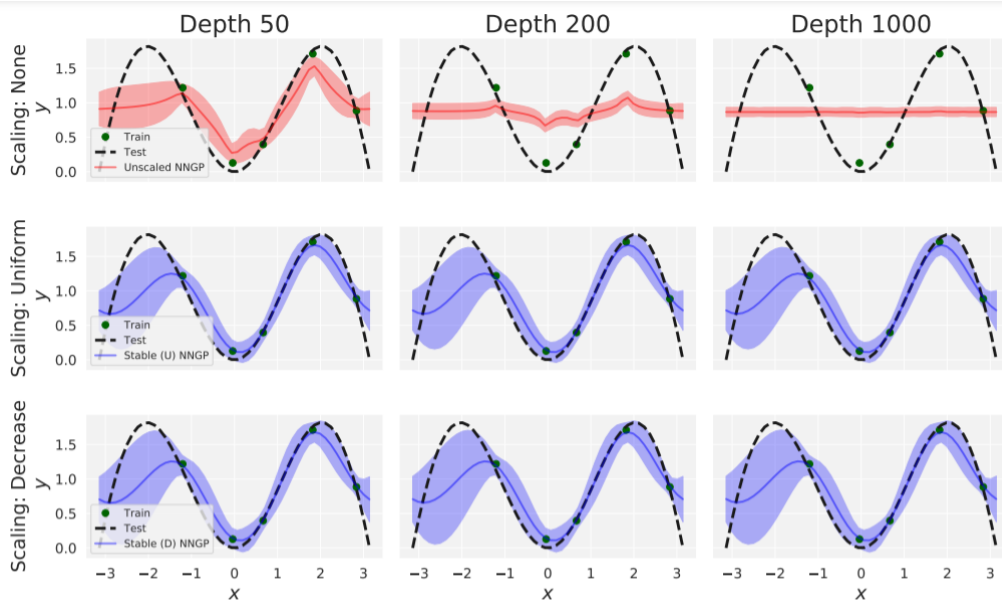 Depth 50 Depth 200 Depth 1000
Scaling: None
y
1.5
1.0
0.5
0.0
Train
Test
Unscaled NNGP
Scaling: Uniform
y
1.5
1.0
0.5
0.0
Train
Test
Stable (U) NNGP
Scaling: Decrease
y
1.5
1.0
0.5
0.0
Train
Test
Stable (D) NNGP
−3 −2 −1 0 1 2 3 −3 −2 −1 0 1 2 3 −3 −2 −1 0 1 2 3
x x x